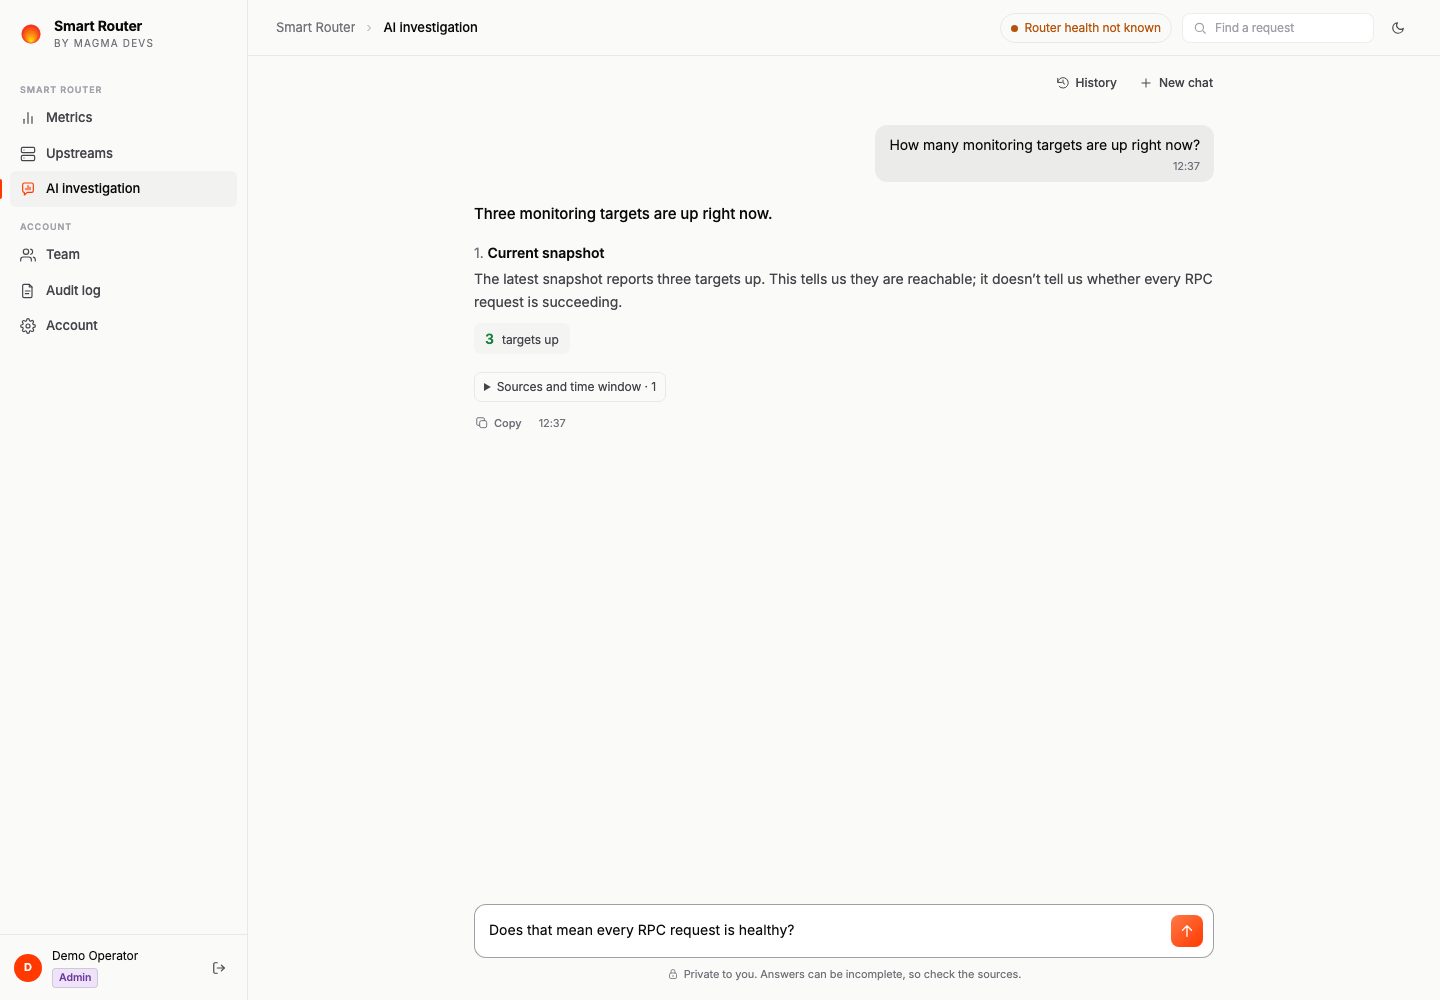 Smart Router
BY MAGMA DEVS
SMART ROUTER
Metrics
Upstreams
AI investigation
ACCOUNT
Team
Audit log
Account
Demo Operator
D
Admin
Smart Router › AI investigation
Router health not known
Find a request
History
New chat
How many monitoring targets are up right now?
12:37
Three monitoring targets are up right now.
1. Current snapshot
The latest snapshot reports three targets up. This tells us they are reachable; it doesn’t tell us whether every RPC
request is succeeding.
3 targets up
Sources and time window · 1
Copy 12:37
Does that mean every RPC request is healthy?
Private to you. Answers can be incomplete, so check the sources.